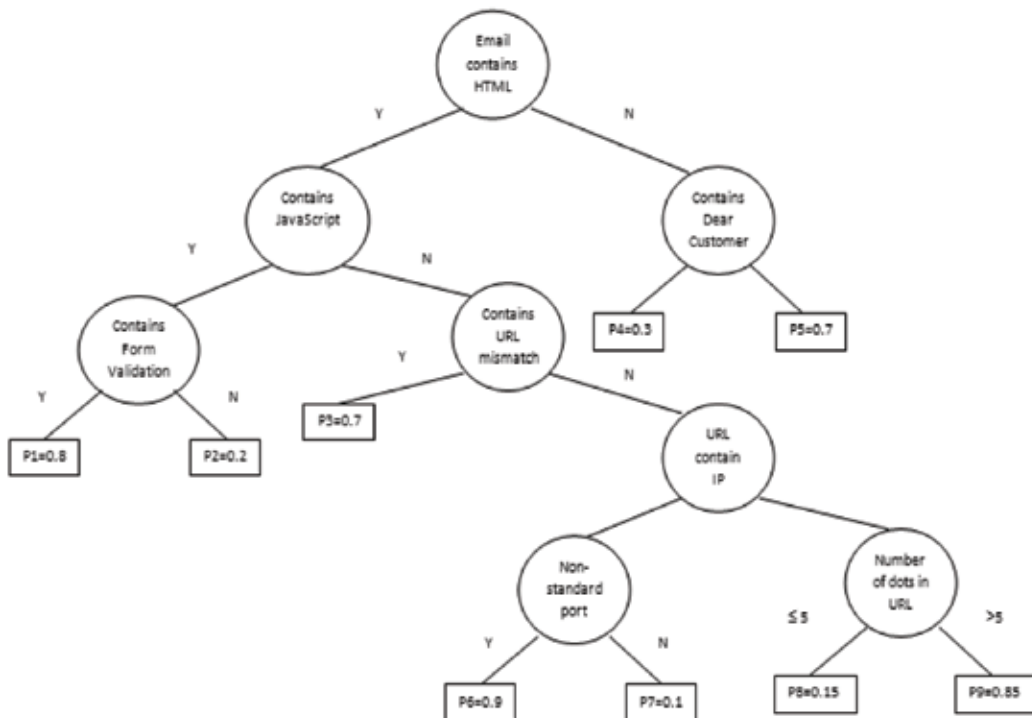 Email
contains
HTML
Y
N
Contains
JavaScript
Contains
Dear
Customer
Y
N
Contains
Form
Validation
Contains
URL
mismatch
P4=0.3
P5=0.7
Y
N
Y
N
P3=0.7
P1=0.8
P2=0.2
URL
contain
IP
Non-
standard
port
Number
of dots in
URL
≤5
>5
Y
N
P6=0.9
P7=0.1
P8=0.15
P9=0.85